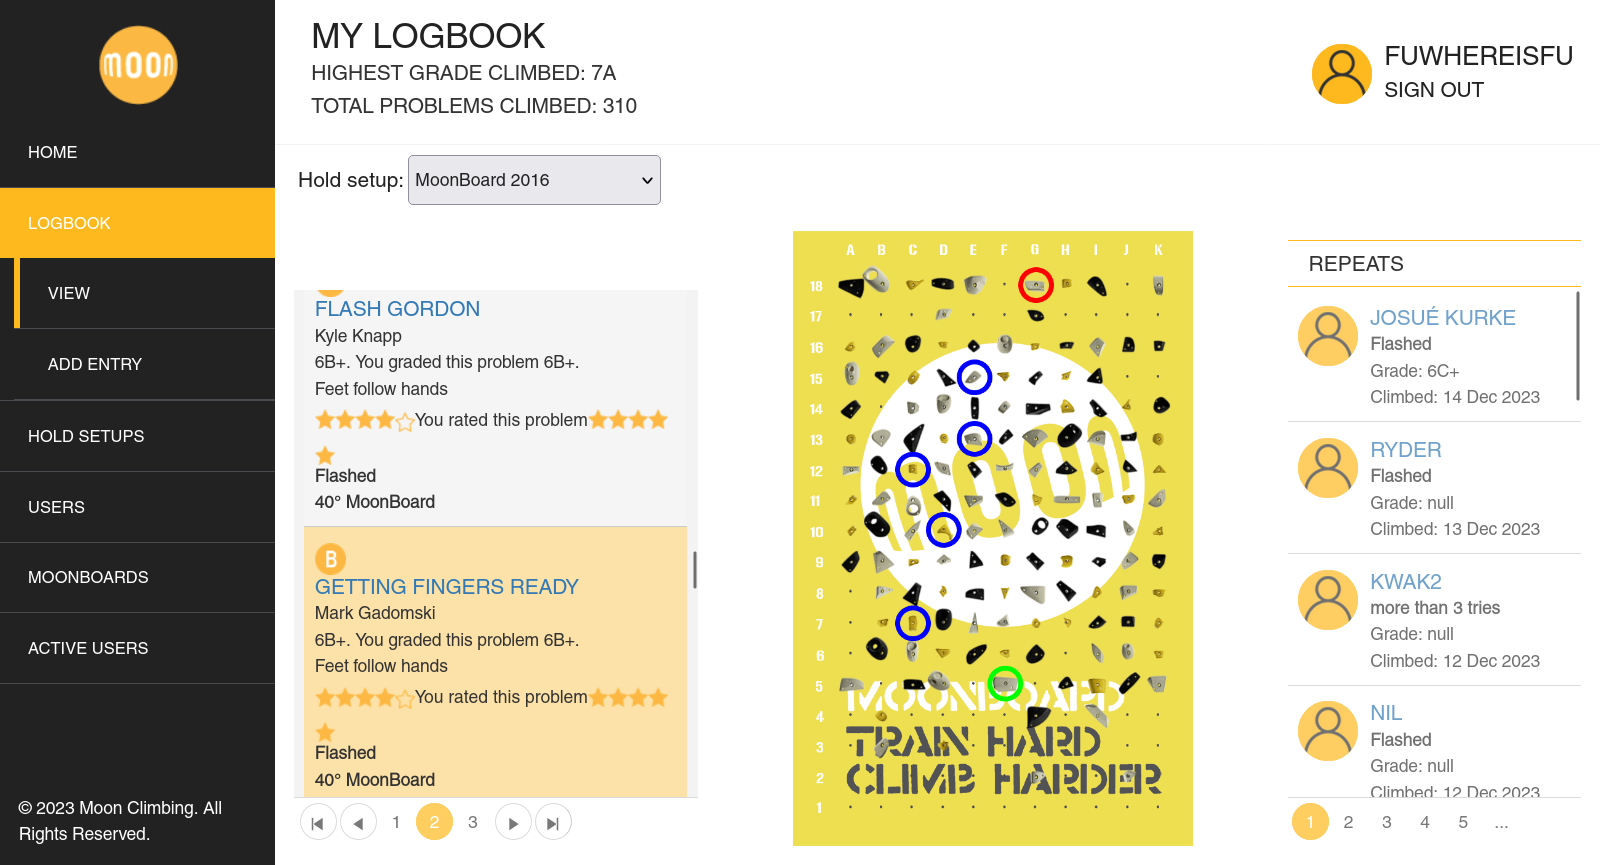 moon
HOME
LOGBOOK
VIEW
ADD ENTRY
HOLD SETUPS
USERS
MOONBOARDS
ACTIVE USERS
© 2023 Moon Climbing. All
Rights Reserved.
MY LOGBOOK
HIGHEST GRADE CLIMBED: 7A
TOTAL PROBLEMS CLIMBED: 310
FUWHEREISFU
SIGN OUT
Hold setup: MoonBoard 2016
FLASH GORDON
Kyle Knapp
6B+. You graded this problem 6B+.
Feet follow hands
You rated this problem
Flashed
40° MoonBoard
B
GETTING FINGERS READY
Mark Gadomski
6B+. You graded this problem 6B+.
Feet follow hands
You rated this problem
Flashed
40° MoonBoard
1 2 3
A B C D E F G H I J K
18
17
16
15
14
13
12
11
10
9
8
7
6
5
4
3
2
1
MOON
MOONBOARD
TRAIN HARD
CLIMB HARDER
REPEATS
JOSUÉ KURKE
Flashed
Grade: 6C+
Climbed: 14 Dec 2023
RYDER
Flashed
Grade: null
Climbed: 13 Dec 2023
KWAK2
more than 3 tries
Grade: null
Climbed: 12 Dec 2023
NIL
Flashed
Grade: null
Climbed: 12 Dec 2023
1 2 3 4 5 ...